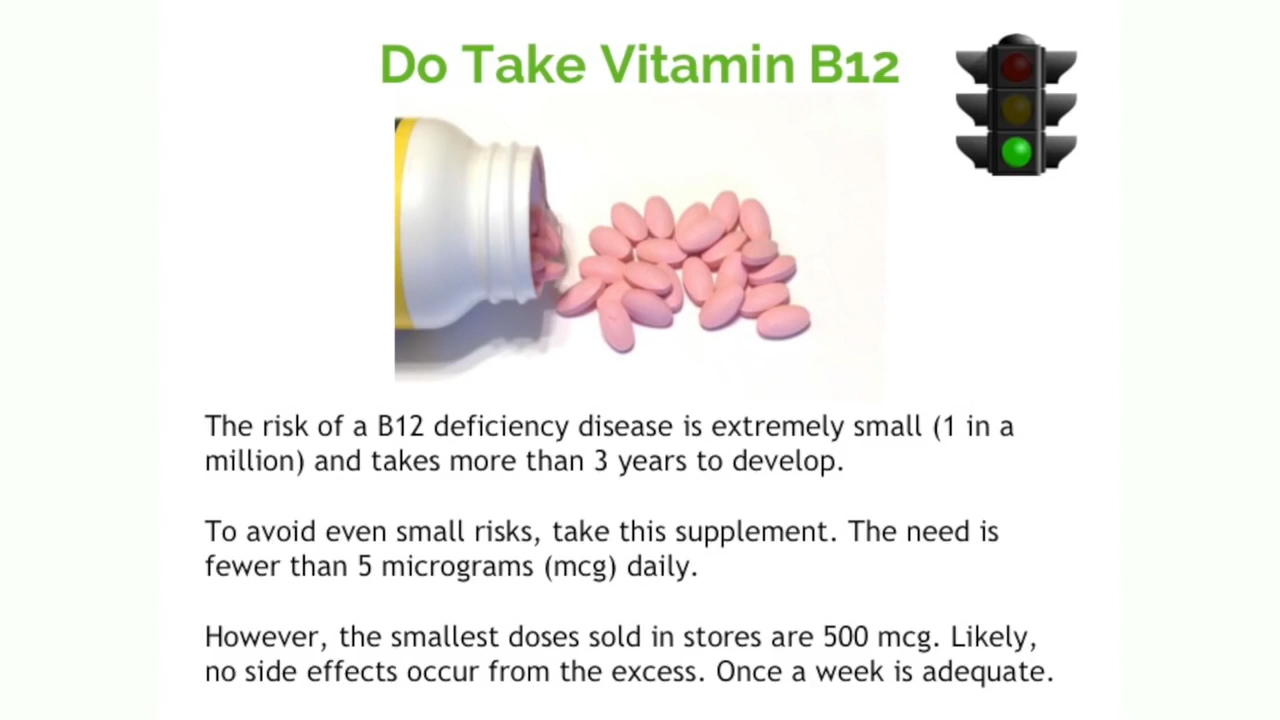 Do Take Vitamin B12
The risk of a B12 deficiency disease is extremely small (1 in a
million) and takes more than 3 years to develop.
To avoid even small risks, take this supplement. The need is
fewer than 5 micrograms (mcg) daily.
However, the smallest doses sold in stores are 500 mcg. Likely,
no side effects occur from the excess. Once a week is adequate.